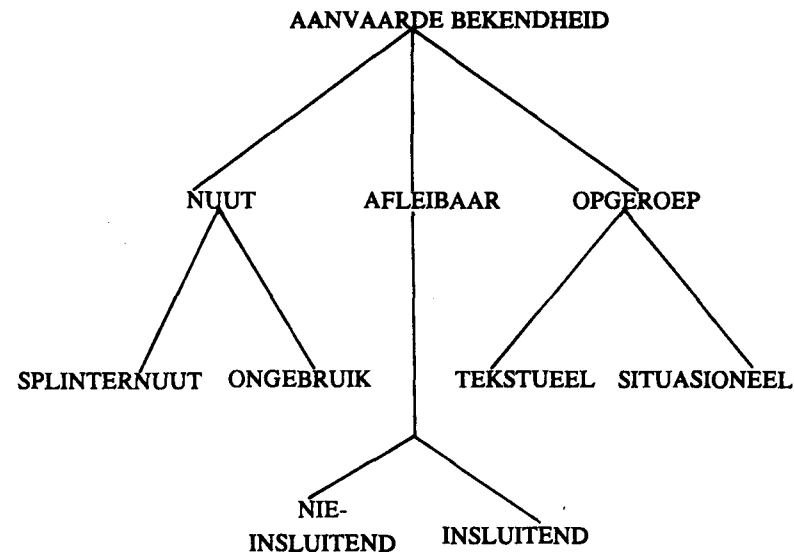 AANVAARDE BEKENDHEID
NUUT AFLEIBAAR OPGEROEP
SPLINTERNUUT ONGEBRUIK TEKSTUEEL SITUASIONEEL
NIE-
INSLUITEND INSLUITEND